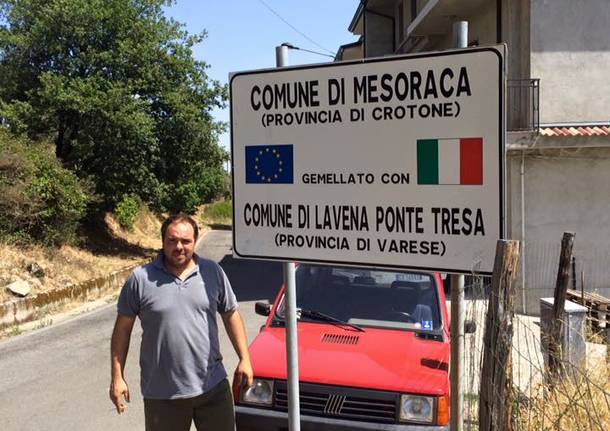 COMUNE DI MESORACA
(PROVINCIA DI CROTONE)
GEMELLATO CON
COMUNE DI LAVENA PONTE TRESA
(PROVINCIA DI VARESE)